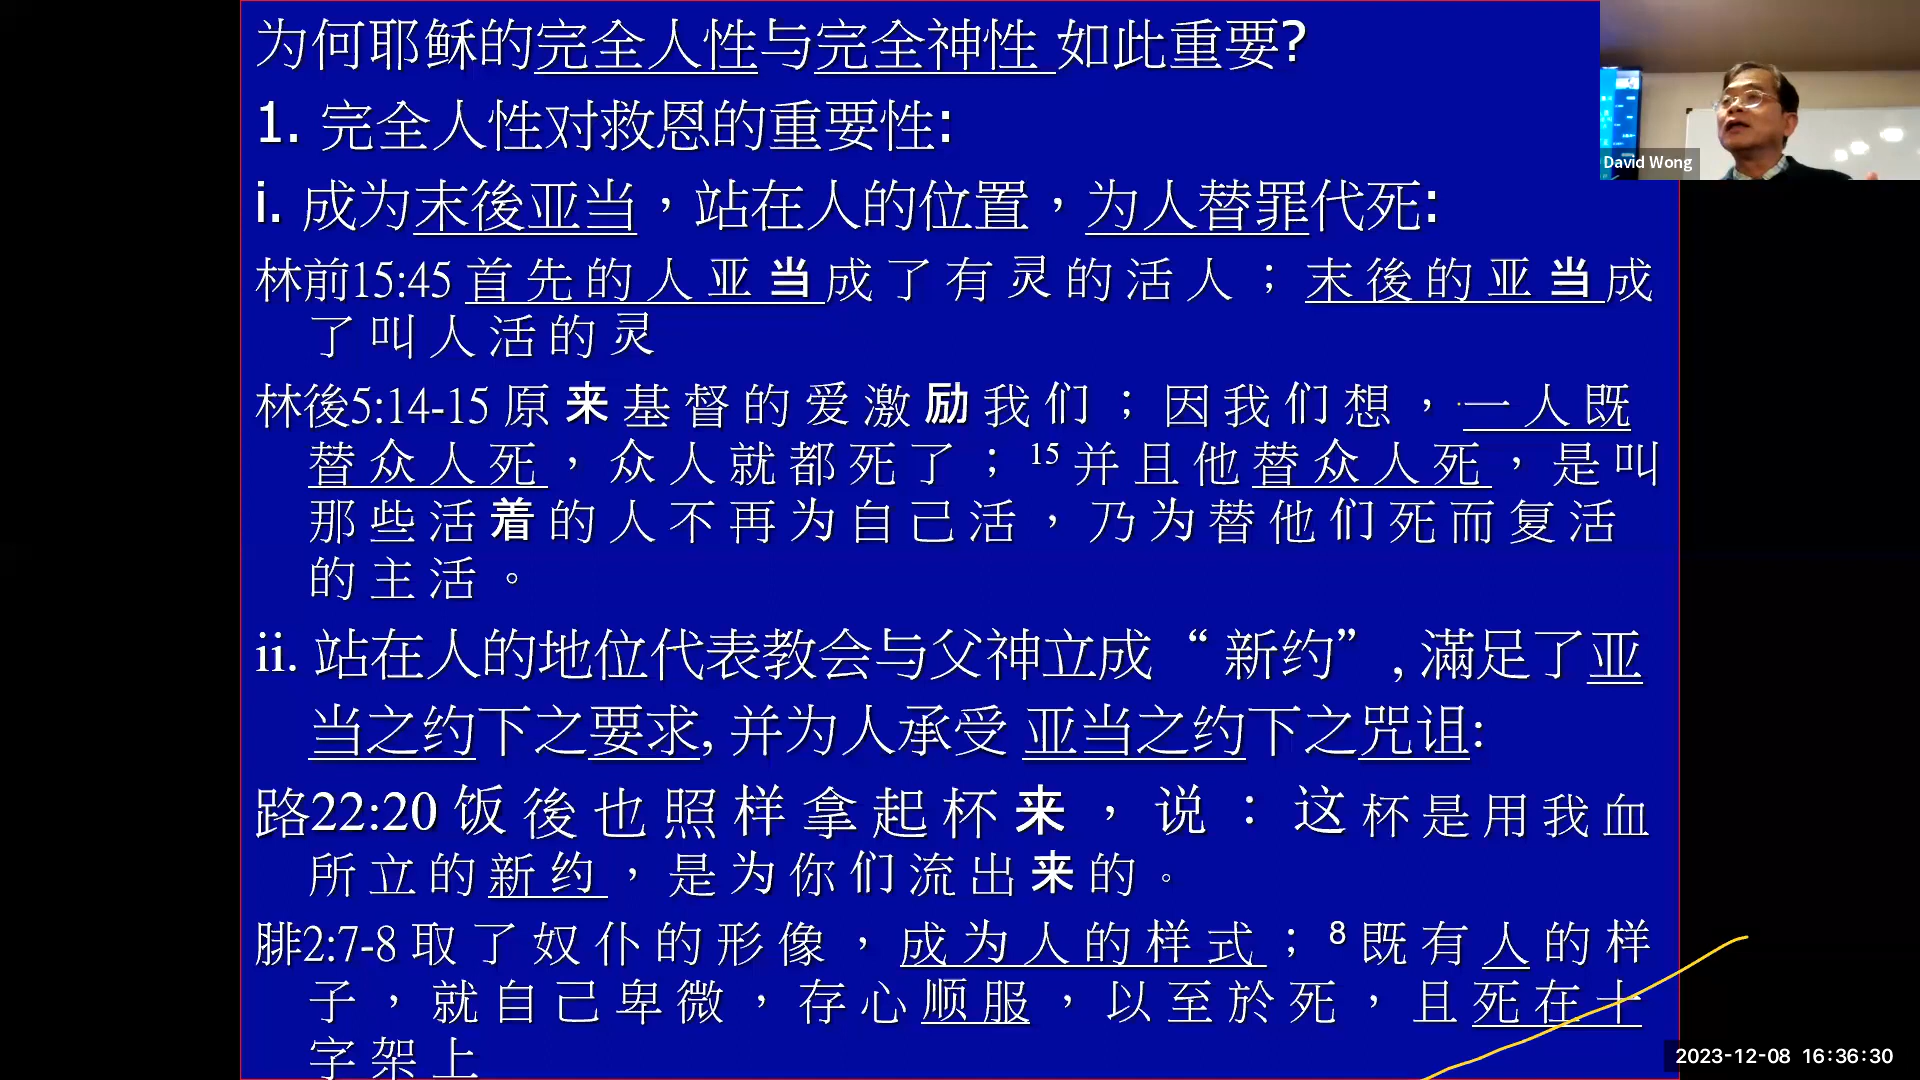 为何耶稣的完全人性与完全神性 如此重要?
1. 完全人性对救恩的重要性:
i. 成为末後亚当，站在人的位置，为人替罪代死:
林前15:45 首 先 的 人 亚 当 成 了 有 灵 的 活 人 ； 末 後 的 亚 当 成
了 叫 人 活 的 灵
林後5:14-15 原 来 基 督 的 爱 激 励 我 们 ； 因 我 们 想 ， 一 人 既
替 众 人 死 ， 众 人 就 都 死 了 ； 15 并 且 他 替 众 人 死 ， 是 叫
那 些 活 着 的 人 不 再 为 自 己 活 ， 乃 为 替 他 们 死 而 复 活
的 主 活 。
ii. 站在人的地位代表教会与父神立成“ 新约” , 滿足了亚
当之约下之要求, 并为人承受 亚当之约下之咒诅:
路22:20 饭 後 也 照 样 拿 起 杯 来 ， 说 ： 这 杯 是 用 我 血
所 立 的 新 约 ， 是 为 你 们 流 出 来 的 。
腓2:7-8 取 了 奴 仆 的 形 像 ， 成 为 人 的 样 式 ； 8 既 有 人 的 样
子 ， 就 自 己 卑 微 ， 存 心 顺 服 ， 以 至 於 死 ， 且 死 在 十
字 架 上
David Wong
2023-12-08 16:36:30